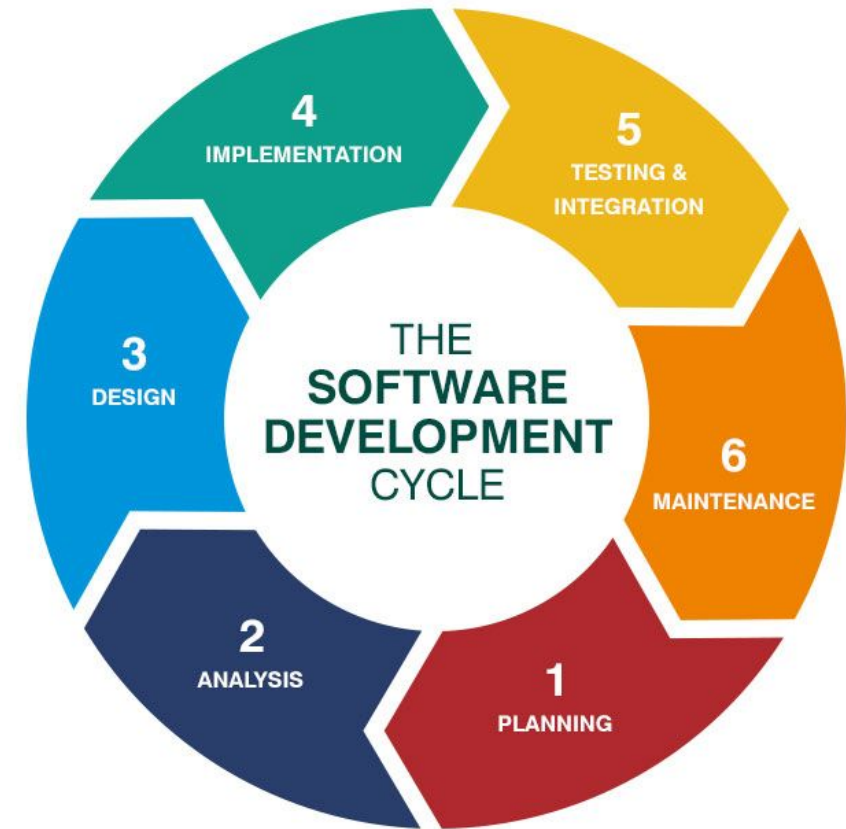 THE
SOFTWARE
DEVELOPMENT
CYCLE
1
PLANNING
2
ANALYSIS
3
DESIGN
4
IMPLEMENTATION
5
TESTING &
INTEGRATION
6
MAINTENANCE